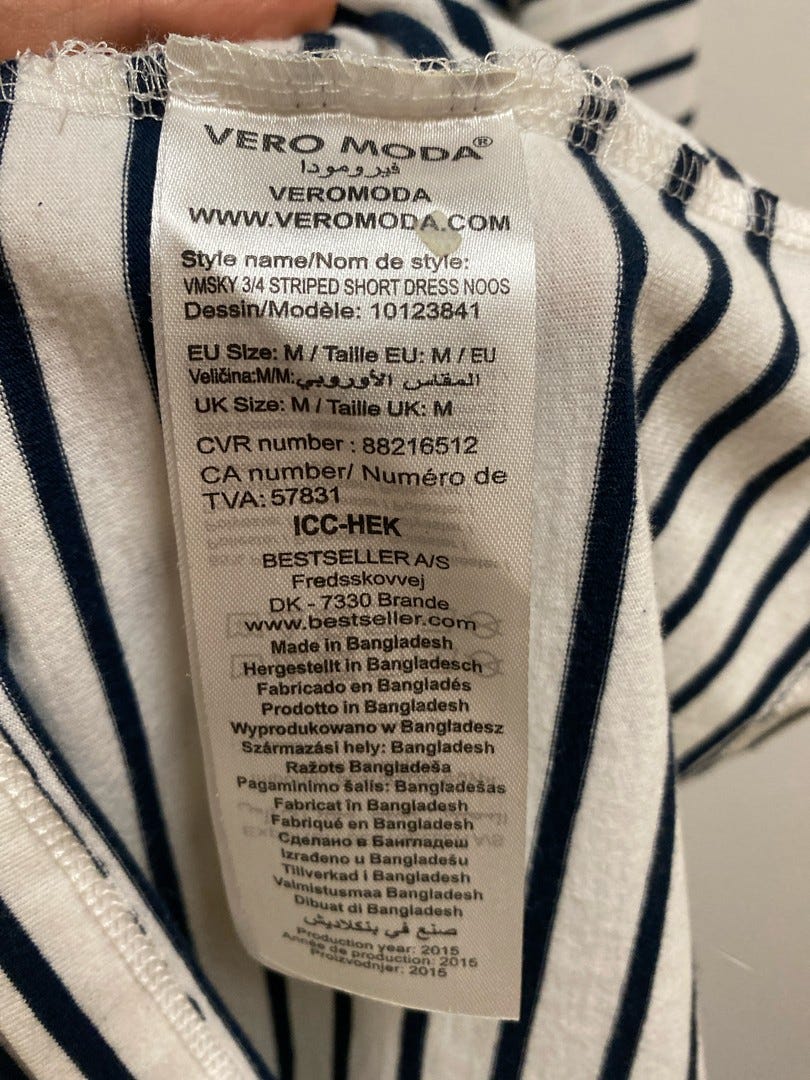 VERO MODA®
فيرومودا
VEROMODA
WWW.VEROMODA.COM
Style name/Nom de style:
VMSKY 3/4 STRIPED SHORT DRESS NOOS
Dessin/Modèle: 10123841
EU Size: M / Taille EU: M / EU
Veličina:M/M: المقاس الأوروبي
UK Size: M / Taille UK: M
CVR number : 88216512
CA number/ Numéro de
TVA: 57831
ICC-HEK
BESTSELLER A/S
Fredsskovvej
DK - 7330 Brande
www.bestseller.com
Made in Bangladesh
Hergestellt in Bangladesch
Fabricado en Bangladés
Prodotto in Bangladesh
Wyprodukowano w Bangladesz
Származási hely: Bangladesh
Ražots Bangladeša
Pagaminimo šalis: Bangladešas
Fabricat în Bangladesh
Fabriqué en Bangladesh
Сделано в Бангладеш
Izrađeno u Bangladešu
Tillverkad i Bangladesh
Valmistusmaa Bangladesh
Dibuat di Bangladesh
صنع في بنكلاديش
Production year: 2015
Année de production: 2015
Proizvodnjer: 2015